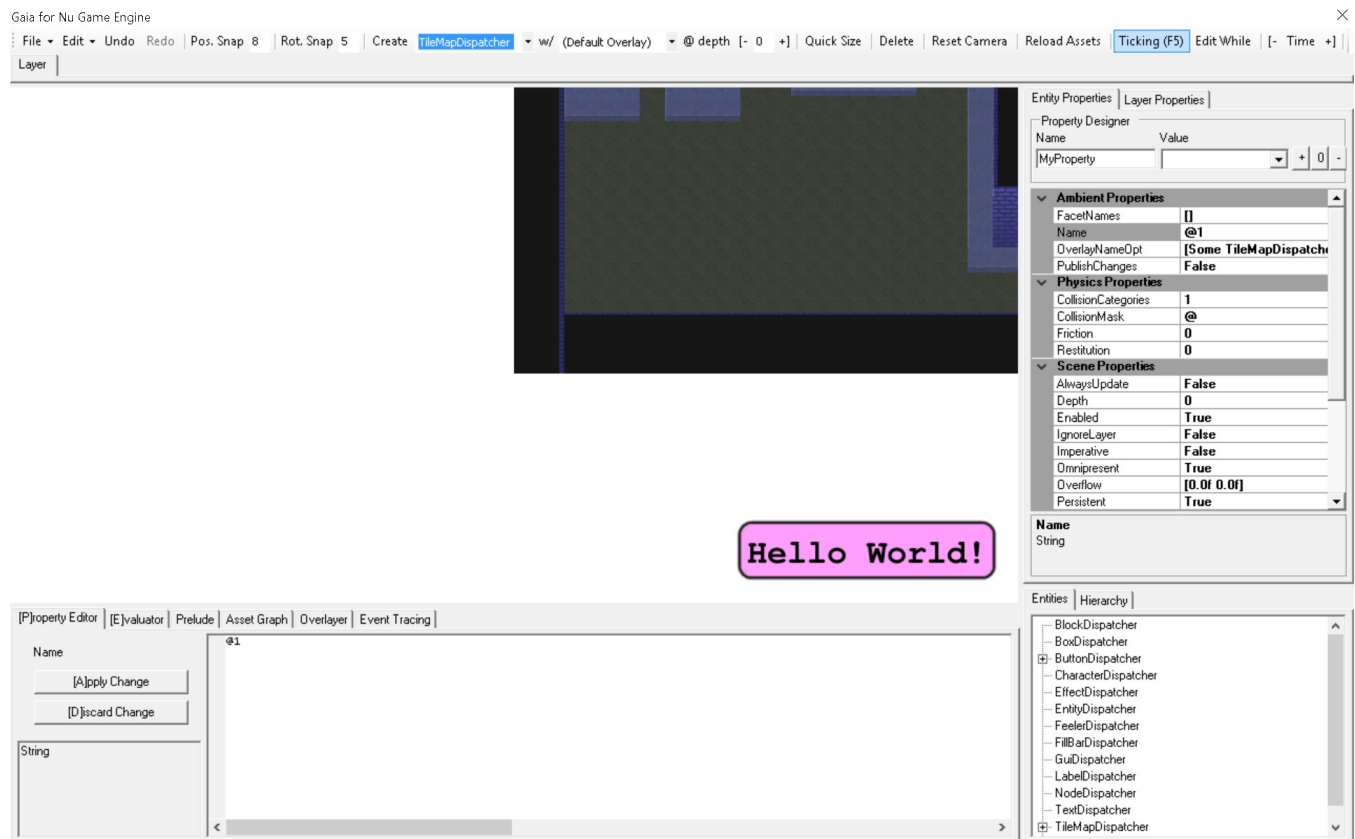 Gaia for Nu Game Engine
File Edit Undo Redo Pos. Snap 8 Rot. Snap 5 Create TileMapDispatcher w/ (Default Overlay) @ depth [- 0 +] Quick Size Delete Reset Camera Reload Assets Ticking (F5) Edit While [- Time +]
Layer
Entity Properties Layer Properties
Property Designer
Name Value
MyProperty + 0 -
Ambient Properties
FacetNames []
Name @1
OverlayNameOpt [Some TileMapDispatche
PublishChanges False
Physics Properties
CollisionCategories 1
CollisionMask @
Friction 0
Restitution 0
Scene Properties
AlwaysUpdate False
Depth 0
Enabled True
IgnoreLayer False
Imperative False
Omnipresent True
Overflow [0.0f 0.0f]
Persistent True
Name
String
Hello World!
[P]roperty Editor [E]valuator Prelude Asset Graph Overlayer Event Tracing
Name
[A]pply Change
[D]iscard Change
String
@1
Entities Hierarchy
BlockDispatcher
BoxDispatcher
ButtonDispatcher
CharacterDispatcher
EffectDispatcher
EntityDispatcher
FeelerDispatcher
FillBarDispatcher
GuiDispatcher
LabelDispatcher
NodeDispatcher
TextDispatcher
TileMapDispatcher